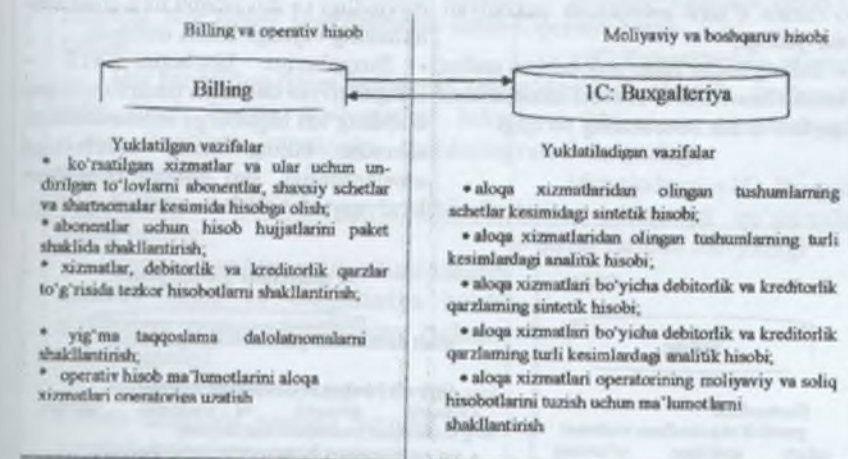 Billing va operativ hisob
Billing
Yuklatilgan vazifalar
* ko'rsatilgan xizmatlar va ular uchun un-
dirilgan to'lovlarni abonentlar, shaxsiy schetlar
va shartnomalar kesimida hisobga olish;
* abonentlar uchun hisob hujjatlarini paket
shaklida shakllantirish;
* xizmatlar, debitorlik va kreditorlik qarzlar
to'g'risida tezkor hisobotlarni shakllantirish;
* yig'ma taqqoslama dalolatnomalarni
shakllantirish;
* operativ hisob ma'lumotlarini aloqa
xizmatlari operatoriga uzatish
Moliyaviy va boshqaruv hisobi
1C: Buxgalteriya
Yuklatiladigan vazifalar
• aloqa xizmatlaridan olingan tushumlarning
schetlar kesimidagi sintetik hisobi;
• aloqa xizmatlaridan olingan tushumlarning turli
kesimlardagi analitik hisobi;
• aloqa xizmatlari bo'yicha debitorlik va kreditorlik
qarzlarning sintetik hisobi;
• aloqa xizmatlari bo'yicha debitorlik va kreditorlik
qarzlarning turli kesimlardagi analitik hisobi;
• aloqa xizmatlari operatorining moliyaviy va soliq
hisobotlarini tuzish uchun ma'lumotlarni
shakllantirish